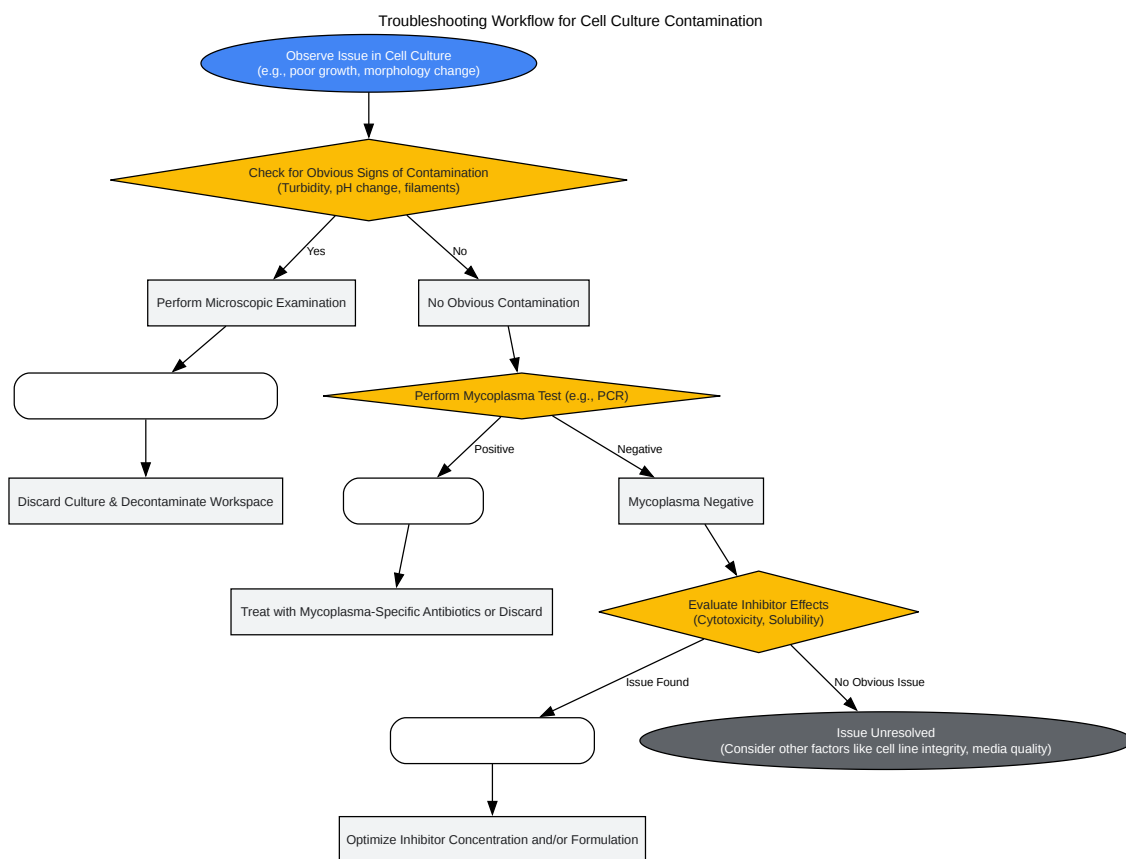 Troubleshooting Workflow for Cell Culture Contamination
Observe Issue in Cell Culture
(e.g., poor growth, morphology change)
Check for Obvious Signs of Contamination
(Turbidity, pH change, filaments)
Yes
No
Perform Microscopic Examination
No Obvious Contamination
Perform Mycoplasma Test (e.g., PCR)
Positive
Negative
Discard Culture & Decontaminate Workspace
Mycoplasma Negative
Treat with Mycoplasma-Specific Antibiotics or Discard
Evaluate Inhibitor Effects
(Cytotoxicity, Solubility)
Issue Found
No Obvious Issue
Issue Unresolved
(Consider other factors like cell line integrity, media quality)
Optimize Inhibitor Concentration and/or Formulation